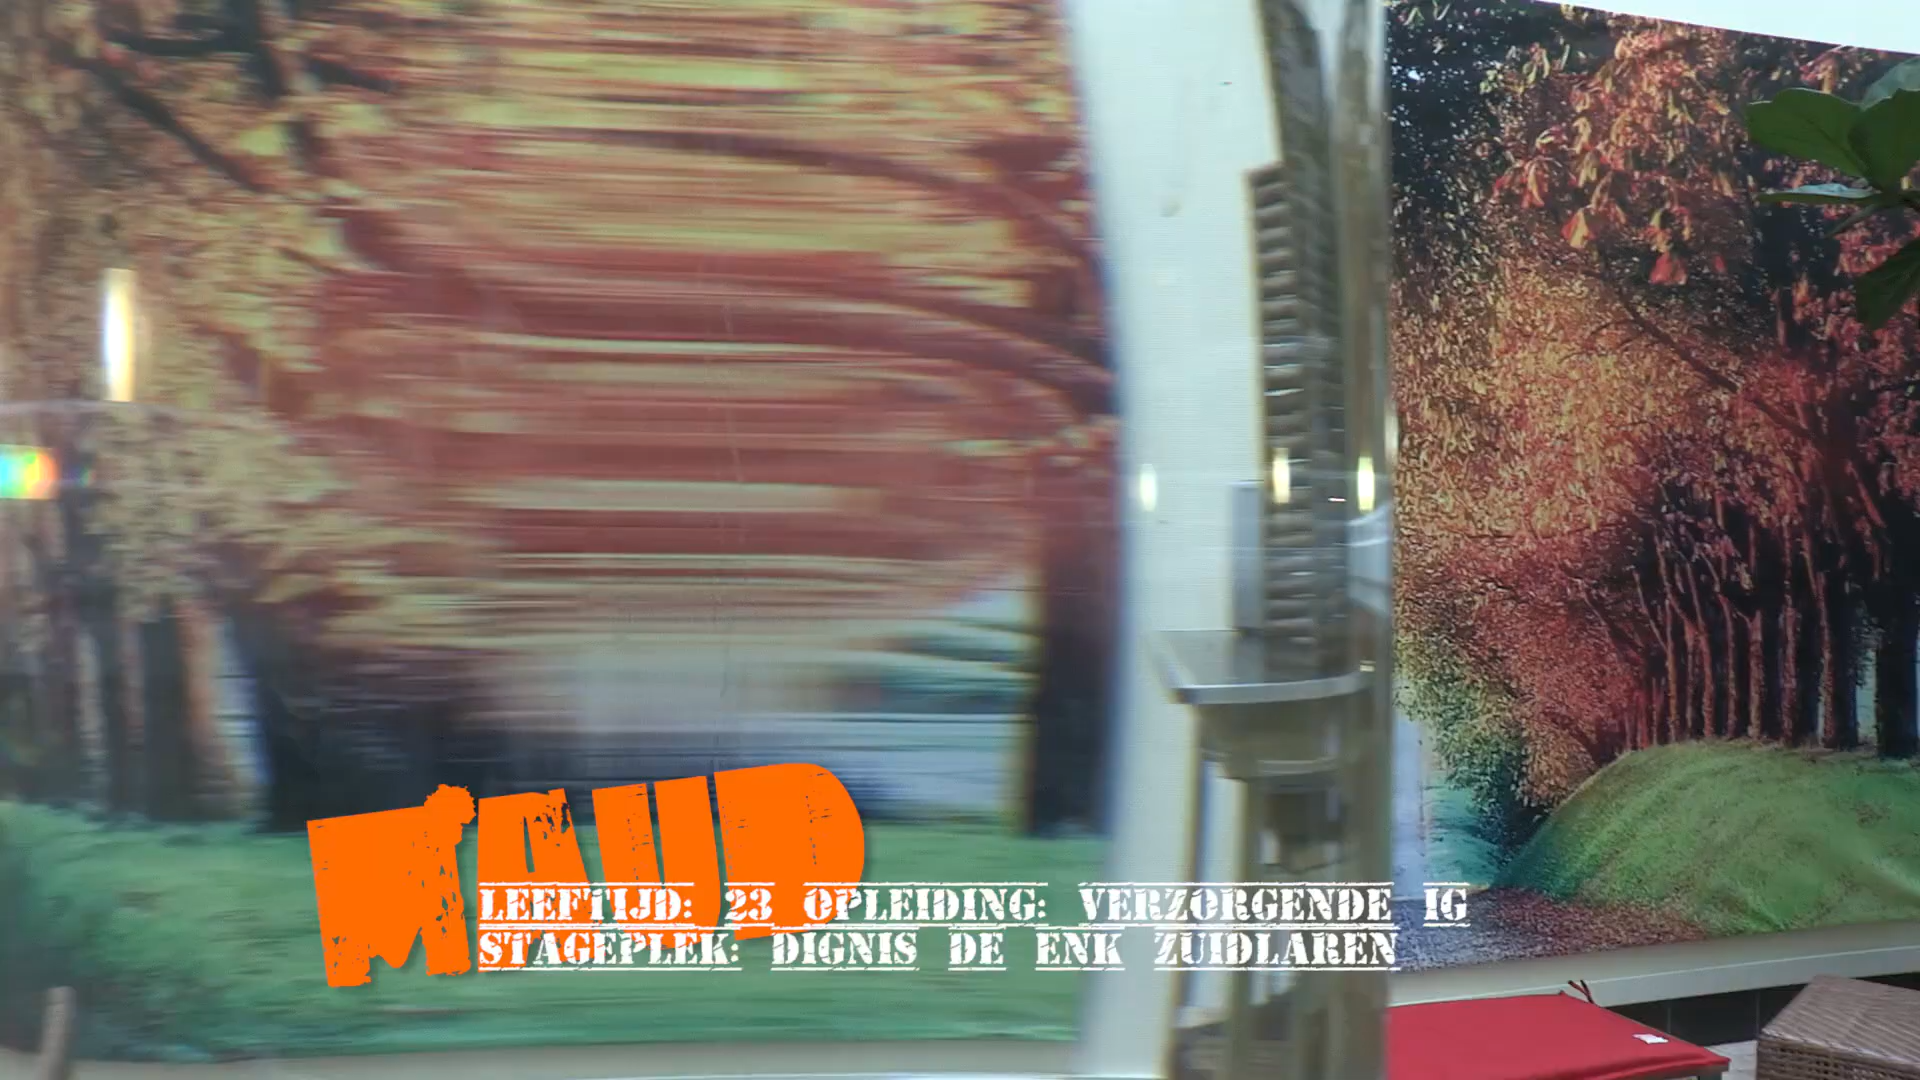 MAUD
LEEFTIJD: 23 OPLEIDING: VERZORGENDE IG
STAGEPLEK: DIGNIS DE ENK ZUIDLAREN